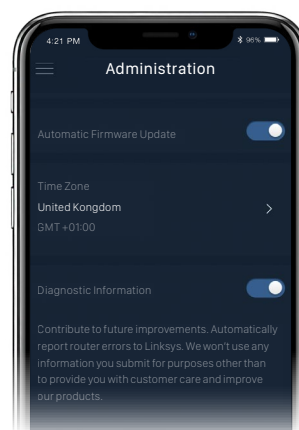 4:21 PM
96%
Administration
Automatic Firmware Update
Time Zone
United Kongdom
GMT +01:00
Diagnostic Information
Contribute to future improvements. Automatically
report router errors to Linksys. We won't use any
information you submit for purposes other than
to provide you with customer care and improve
our products.